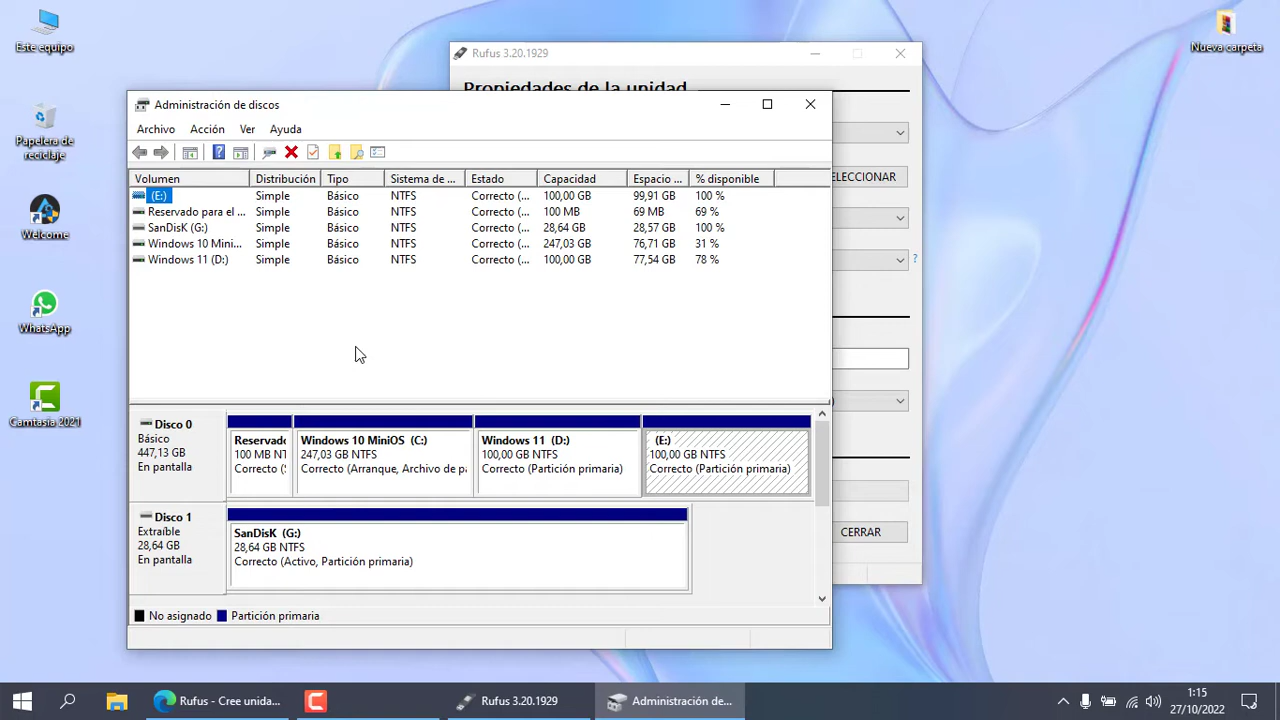 Este equipo
Papelera de
reciclaje
Welcome
WhatsApp
Camtasia 2021
Nueva carpeta
Rufus 3.20.1929
Propiedades de la unidad
ELECCIONAR
?
CERRAR
Administración de discos
Archivo Acción Ver Ayuda
Volumen Distribución Tipo Sistema de ... Estado Capacidad Espacio ... % disponible
(E:) Simple Básico NTFS Correcto (... 100,00 GB 99,91 GB 100 %
Reservado para el ... Simple Básico NTFS Correcto (... 100 MB 69 MB 69 %
SanDisK (G:) Simple Básico NTFS Correcto (... 28,64 GB 28,57 GB 100 %
Windows 10 Mini... Simple Básico NTFS Correcto (... 247,03 GB 76,71 GB 31 %
Windows 11 (D:) Simple Básico NTFS Correcto (... 100,00 GB 77,54 GB 78 %
Disco 0
Básico
447,13 GB
En pantalla
Reservado
100 MB NT
Correcto (S
Windows 10 MiniOS (C:)
247,03 GB NTFS
Correcto (Arranque, Archivo de pa
Windows 11 (D:)
100,00 GB NTFS
Correcto (Partición primaria)
(E:)
100,00 GB NTFS
Correcto (Partición primaria)
Disco 1
Extraíble
28,64 GB
En pantalla
SanDisK (G:)
28,64 GB NTFS
Correcto (Activo, Partición primaria)
No asignado Partición primaria
Rufus - Cree unida...
Rufus 3.20.1929
Administración de...
1:15
27/10/2022